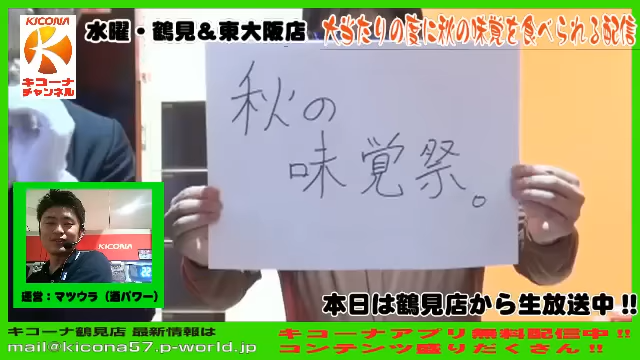 KICONA
キコーナ
チャンネル
水曜・鶴見&東大阪店
大当たりの宴に秋の味覚を食べられる配信
秋の
味覚祭。
KICONA
運営:マツウラ(週パワー)
本日は鶴見店から生放送中!!
キコーナ鶴見店 最新情報は
mail@kicona57.p-world.jp
キコーナアプリ無料配信中!!
コンテンツ盛りだくさん!!